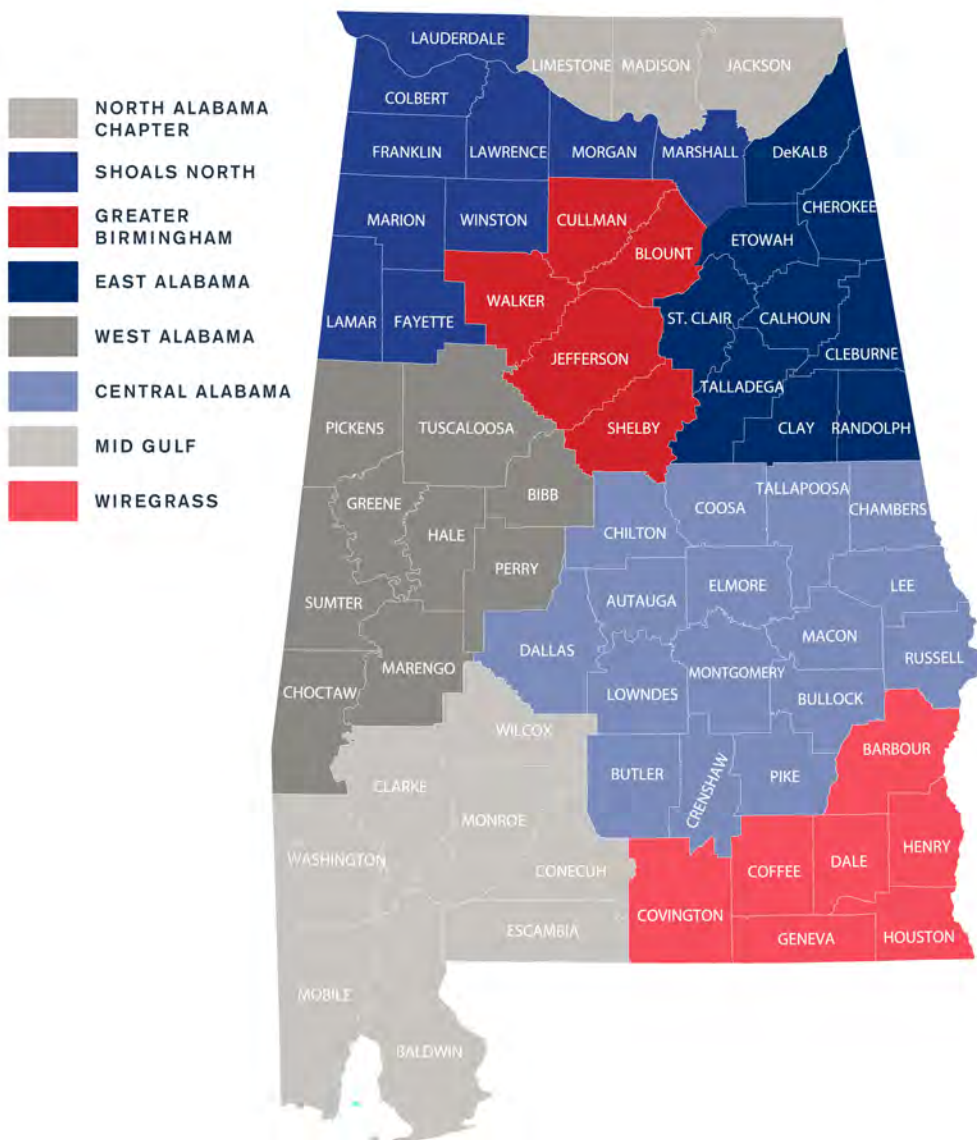 NORTH ALABAMA
CHAPTER
SHOALS NORTH
GREATER
BIRMINGHAM
EAST ALABAMA
WEST ALABAMA
CENTRAL ALABAMA
MID GULF
WIREGRASS
LAUDERDALE
LIMESTONE
MADISON
JACKSON
COLBERT
FRANKLIN
LAWRENCE
MORGAN
MARSHALL
DeKALB
CHEROKEE
MARION
WINSTON
CULLMAN
BLOUNT
ETOWAH
WALKER
LAMAR
FAYETTE
JEFFERSON
ST. CLAIR
CALHOUN
CLEBURNE
TALLADEGA
PICKENS
TUSCALOOSA
SHELBY
CLAY
RANDOLPH
GREENE
HALE
BIBB
CHILTON
COOSA
TALLAPOOSA
CHAMBERS
PERRY
SUMTER
AUTAUGA
ELMORE
LEE
DALLAS
MACON
RUSSELL
MARENGO
CHOCTAW
LOWNDES
MONTGOMERY
BULLOCK
WILCOX
BARBOUR
CLARKE
BUTLER
CRENSHAW
PIKE
MONROE
WASHINGTON
CONECUH
COFFEE
DALE
HENRY
ESCAMBIA
COVINGTON
GENEVA
HOUSTON
MOBILE
BALDWIN